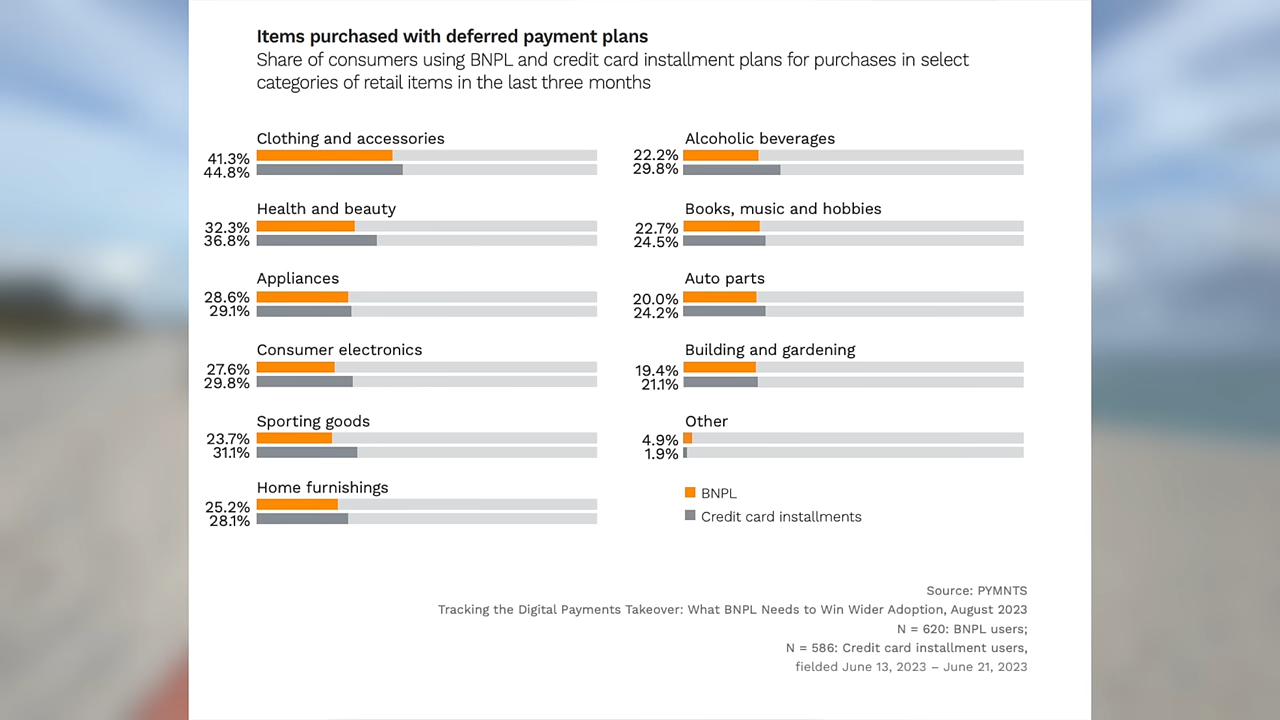 Items purchased with deferred payment plans
Share of consumers using BNPL and credit card installment plans for purchases in select
categories of retail items in the last three months
Clothing and accessories
41.3%
44.8%
Health and beauty
32.3%
36.8%
Appliances
28.6%
29.1%
Consumer electronics
27.6%
29.8%
Sporting goods
23.7%
31.1%
Home furnishings
25.2%
28.1%
Alcoholic beverages
22.2%
29.8%
Books, music and hobbies
22.7%
24.5%
Auto parts
20.0%
24.2%
Building and gardening
19.4%
21.1%
Other
4.9%
1.9%
BNPL
Credit card installments
Source: PYMNTS
Tracking the Digital Payments Takeover: What BNPL Needs to Win Wider Adoption, August 2023
N = 620: BNPL users;
N = 586: Credit card installment users,
fielded June 13, 2023 – June 21, 2023